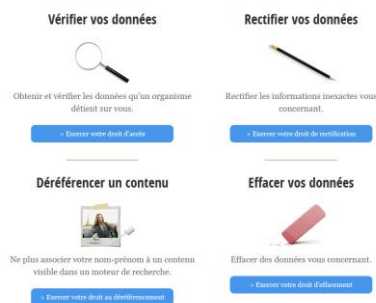 Vérifier vos données
Obtenir et vérifier les données qu'un organisme
détient sur vous.
> Exercer votre droit d'accès
Rectifier vos données
Rectifier les informations inexactes vous
concernant.
> Exercer votre droit de rectification
Déréférencer un contenu
Ne plus associer votre nom-prénom à un contenu
visible dans un moteur de recherche.
> Exercer votre droit au déréférencement
Effacer vos données
Effacer des données vous concernant.
> Exercer votre droit d'effacement